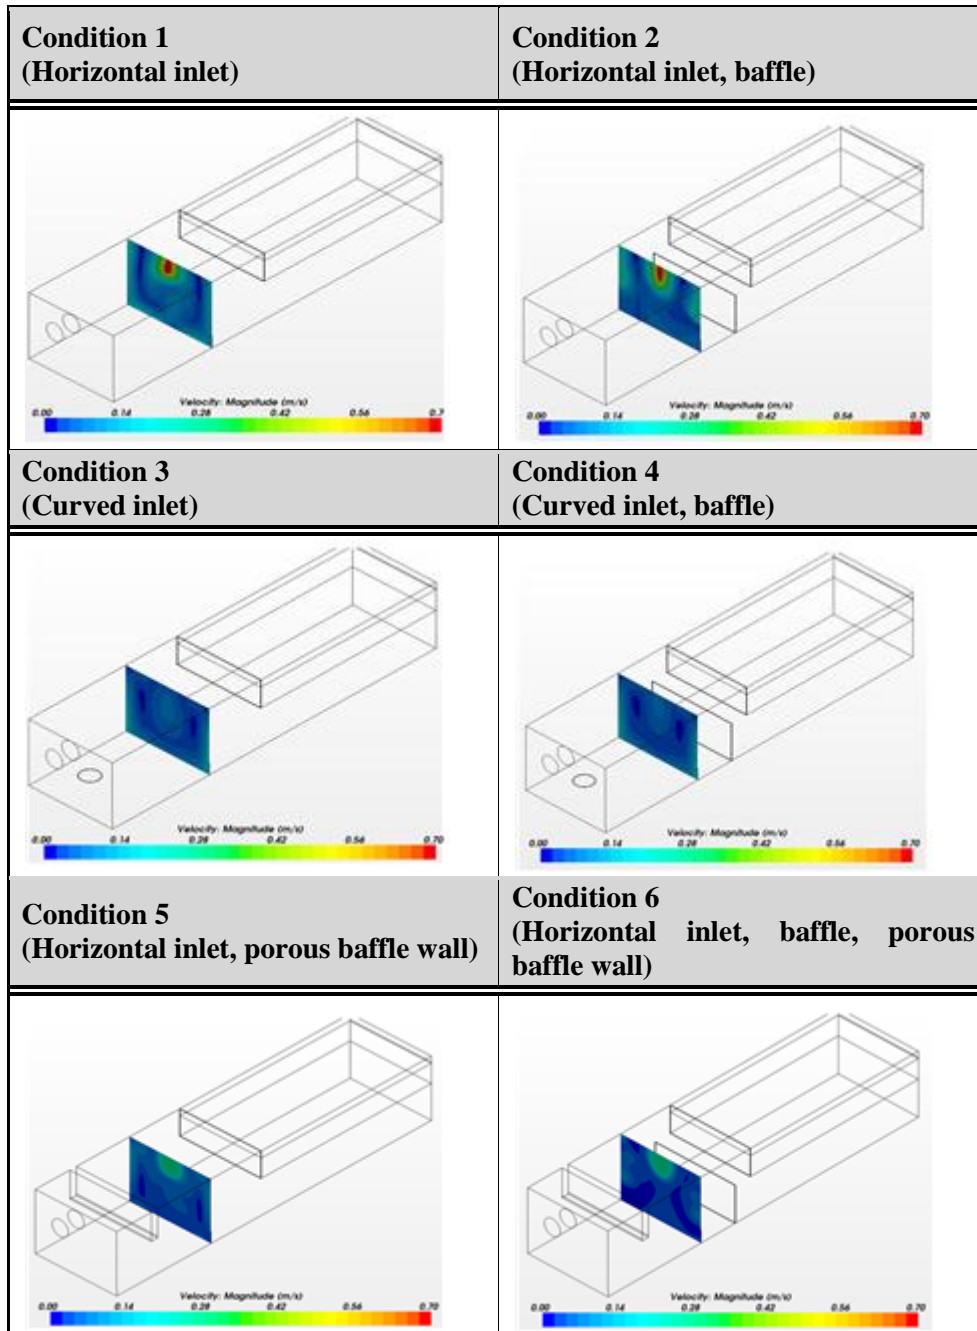 Condition 1
(Horizontal inlet)
Condition 2
(Horizontal inlet, baffle)
Velocity: Magnitude (m/s)
0.00 0.14 0.28 0.42 0.56 0.7
Velocity: Magnitude (m/s)
0.00 0.14 0.28 0.42 0.56 0.70
Condition 3
(Curved inlet)
Condition 4
(Curved inlet, baffle)
Velocity: Magnitude (m/s)
0.00 0.14 0.28 0.42 0.56 0.70
Velocity: Magnitude (m/s)
0.00 0.14 0.28 0.42 0.56 0.70
Condition 5
(Horizontal inlet, porous baffle wall)
Condition 6
(Horizontal inlet, baffle, porous
baffle wall)
Velocity: Magnitude (m/s)
0.00 0.14 0.28 0.42 0.56 0.70
Velocity: Magnitude (m/s)
0.00 0.14 0.28 0.42 0.56 0.70